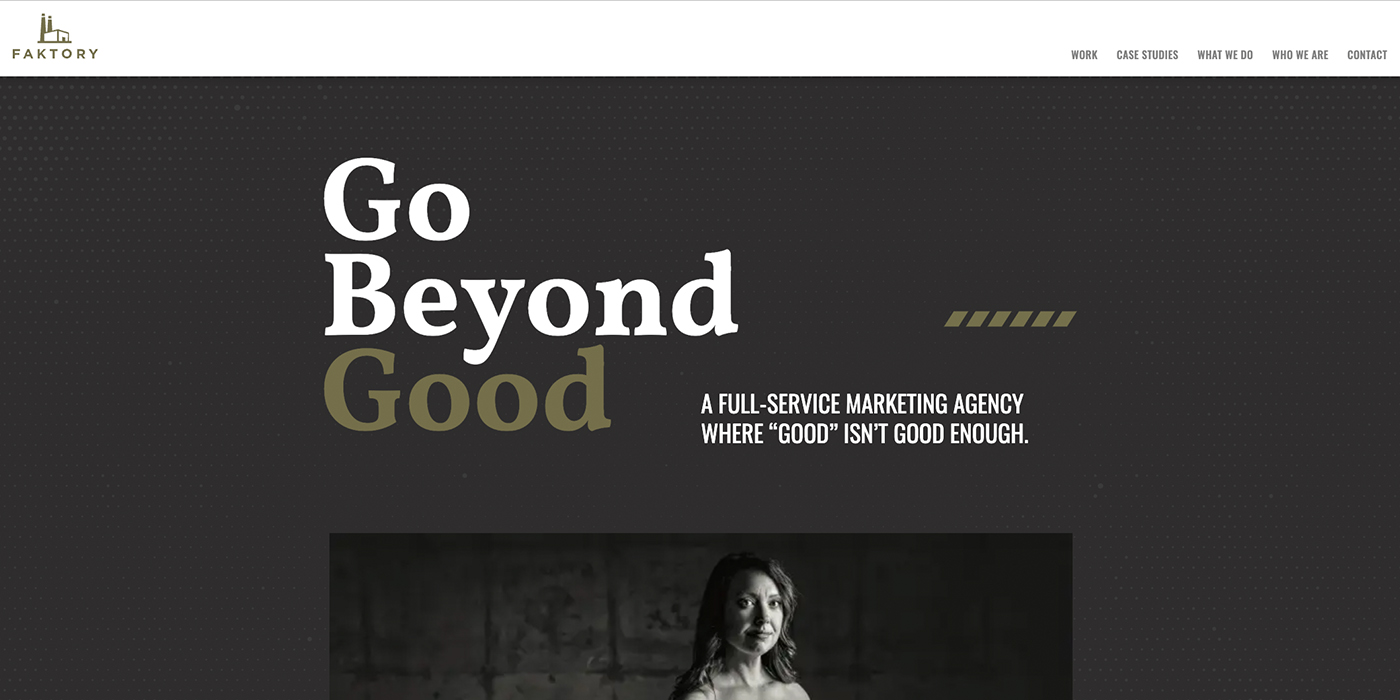 FAKTORY
WORK CASE STUDIES WHAT WE DO WHO WE ARE CONTACT
Go
Beyond
Good
A FULL-SERVICE MARKETING AGENCY
WHERE “GOOD” ISN’T GOOD ENOUGH.